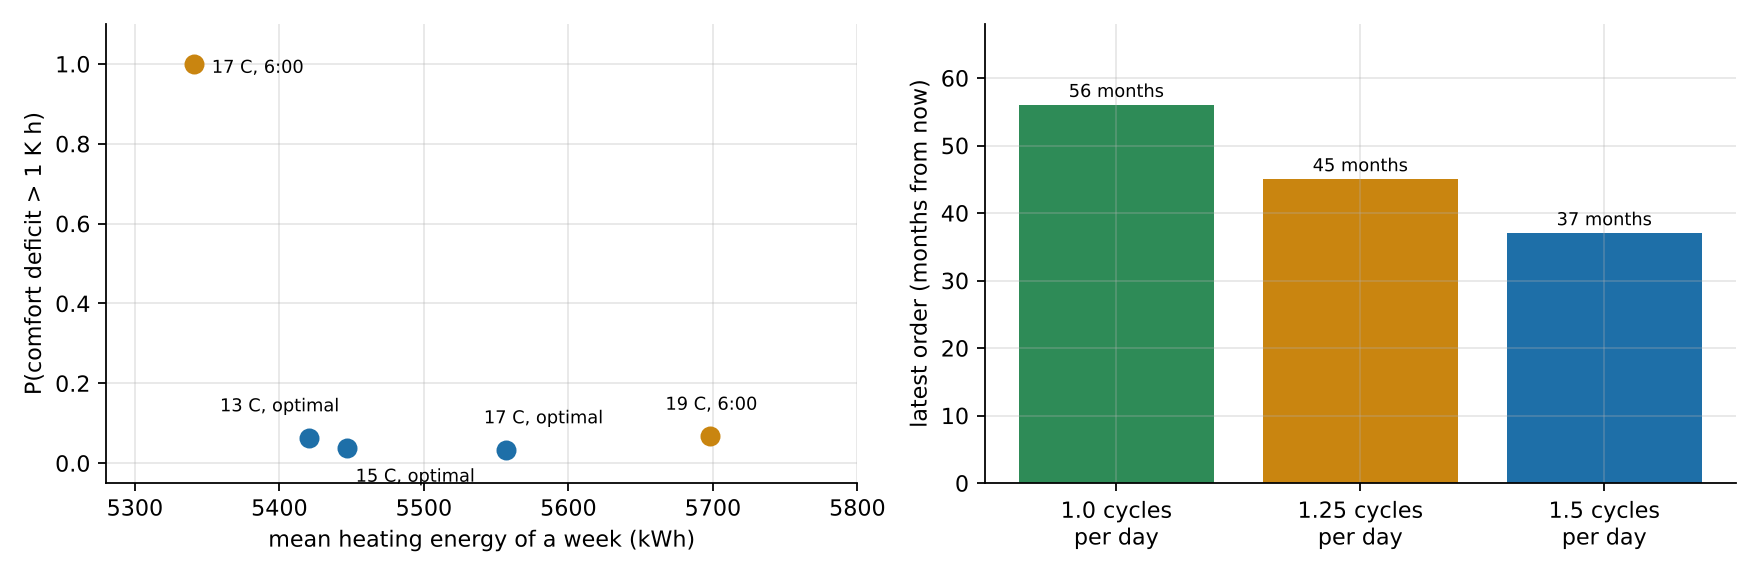 P(comfort deficit > 1 K h)
1.0
0.8
0.6
0.4
0.2
0.0
17 C, 6:00
13 C, optimal
17 C, optimal
19 C, 6:00
15 C, optimal
5300 5400 5500 5600 5700 5800
mean heating energy of a week (kWh)
latest order (months from now)
60
50
40
30
20
10
0
56 months
45 months
37 months
1.0 cycles
per day
1.25 cycles
per day
1.5 cycles
per day